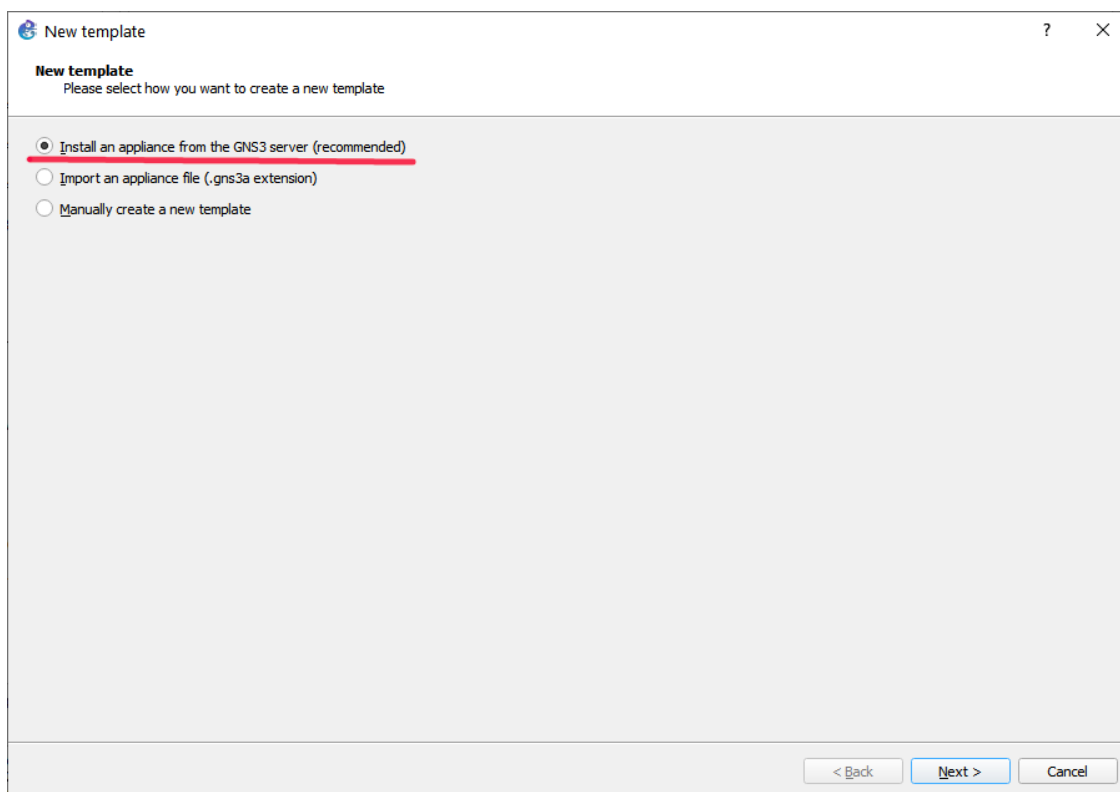 New template
?
New template
Please select how you want to create a new template
Install an appliance from the GNS3 server (recommended)
Import an appliance file (.gns3a extension)
Manually create a new template
< Back Next > Cancel